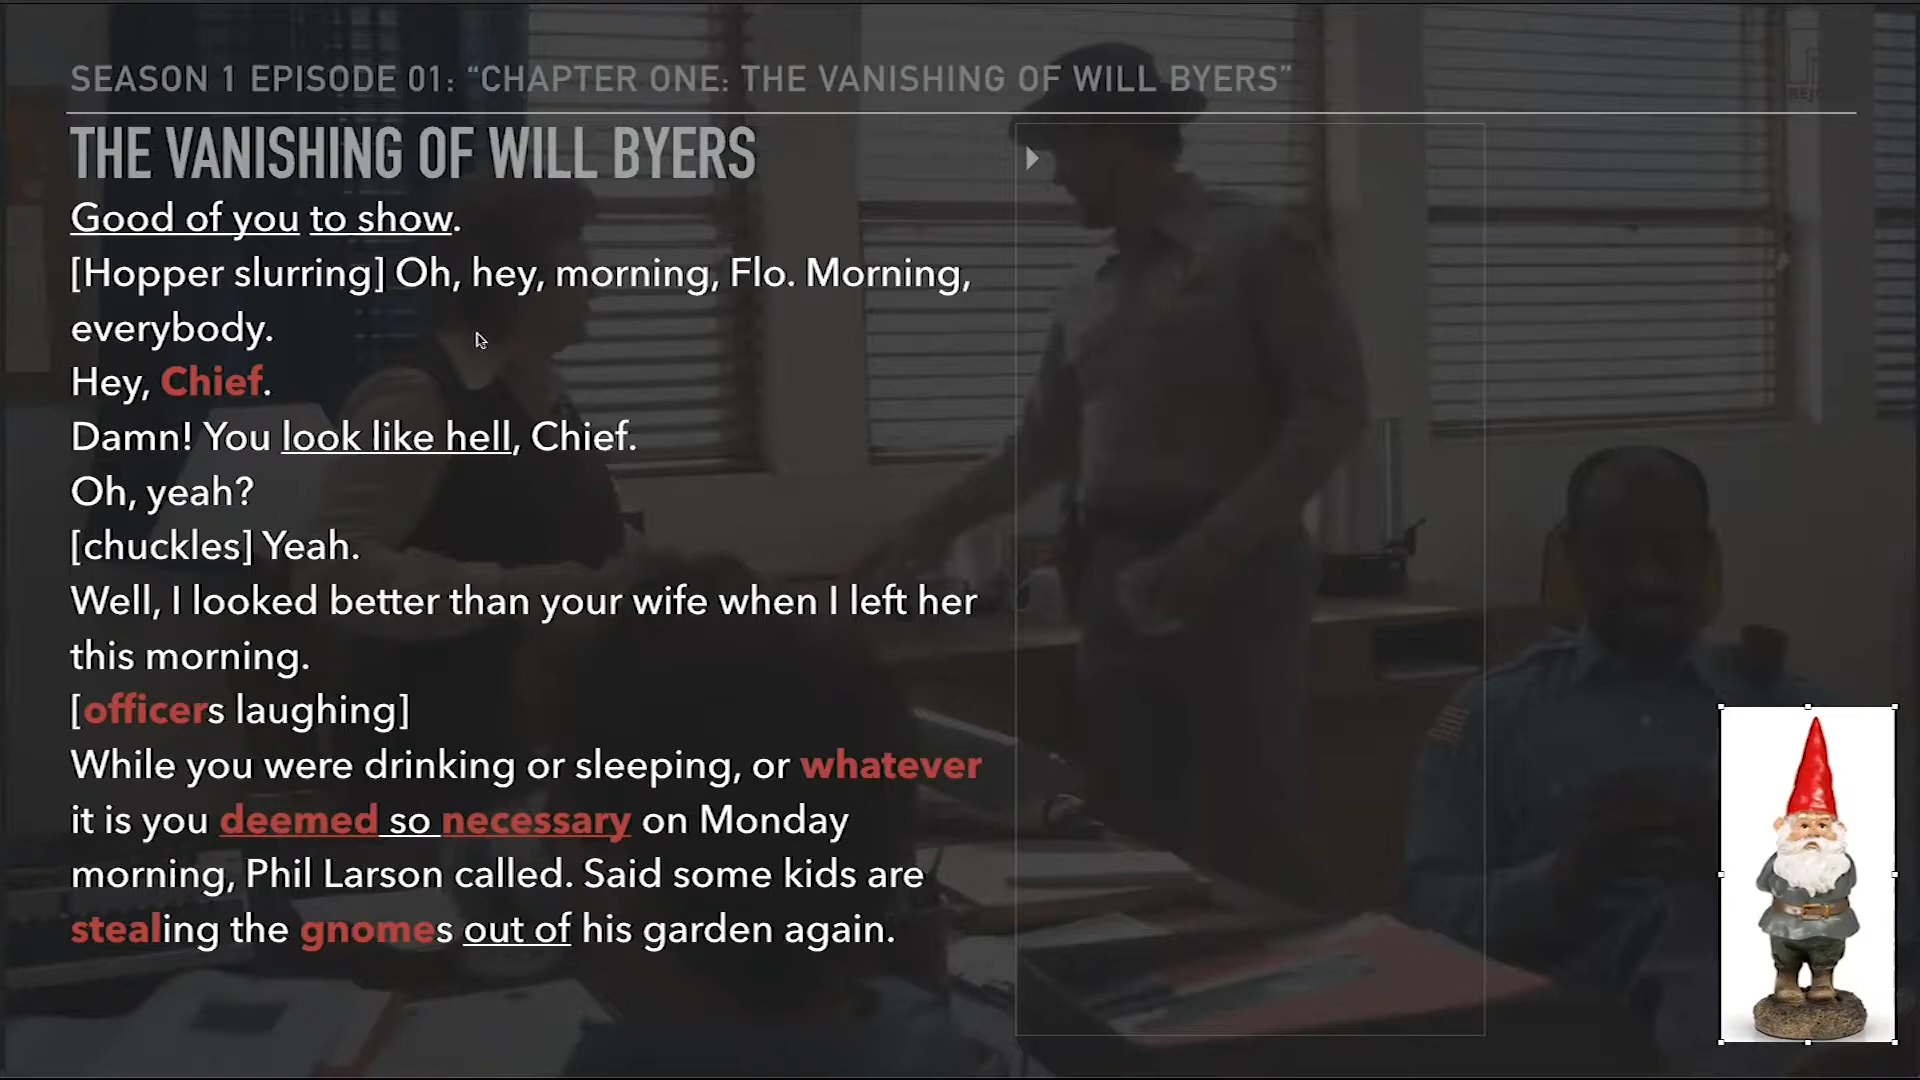 SEASON 1 EPISODE 01: “CHAPTER ONE: THE VANISHING OF WILL BYERS”
THE VANISHING OF WILL BYERS
Good of you to show.
[Hopper slurring] Oh, hey, morning, Flo. Morning,
everybody.
Hey, Chief.
Damn! You look like hell, Chief.
Oh, yeah?
[chuckles] Yeah.
Well, I looked better than your wife when I left her
this morning.
[officers laughing]
While you were drinking or sleeping, or whatever
it is you deemed so necessary on Monday
morning, Phil Larson called. Said some kids are
stealing the gnomes out of his garden again.